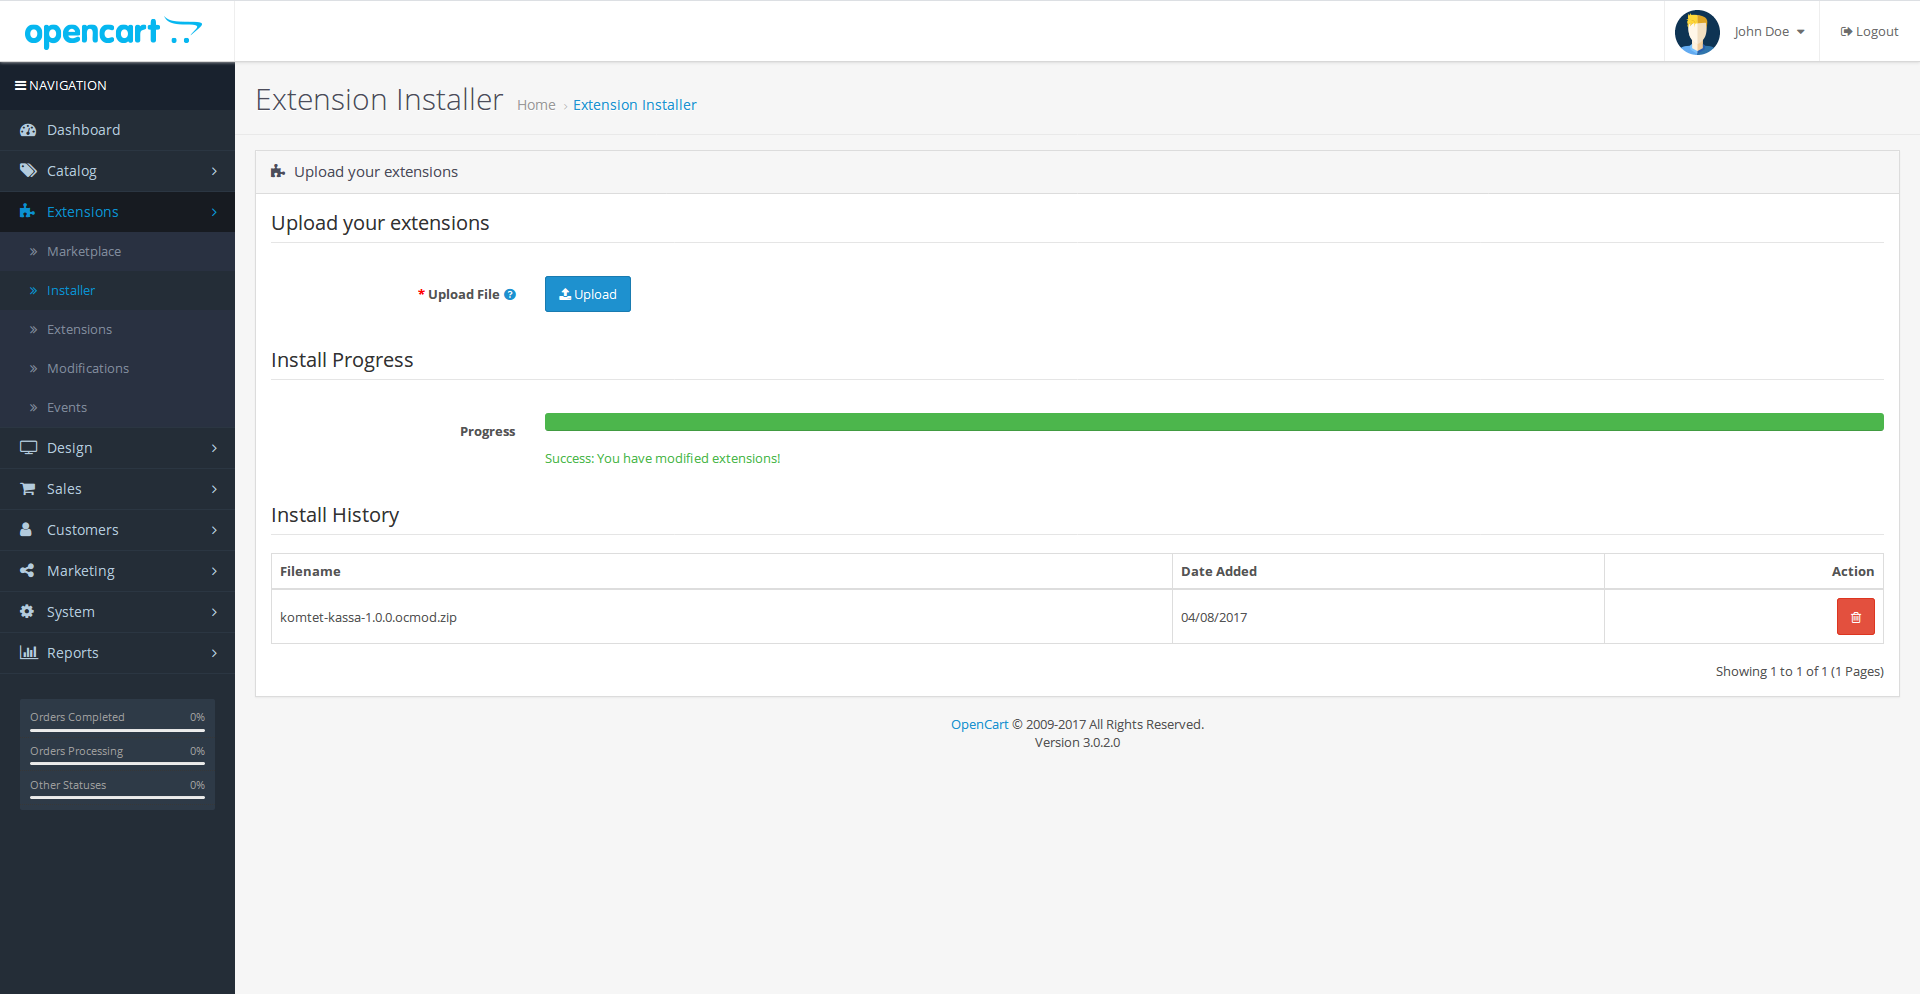 opencart
John Doe
Logout
NAVIGATION
Dashboard
Catalog
Extensions
Marketplace
Installer
Extensions
Modifications
Events
Design
Sales
Customers
Marketing
System
Reports
Orders Completed 0%
Orders Processing 0%
Other Statuses 0%
Extension Installer
Home › Extension Installer
Upload your extensions
Upload your extensions
* Upload File ?
Upload
Install Progress
Progress
Success: You have modified extensions!
Install History
Filename Date Added Action
komtet-kassa-1.0.0.ocmod.zip 04/08/2017
Showing 1 to 1 of 1 (1 Pages)
OpenCart © 2009-2017 All Rights Reserved.
Version 3.0.2.0